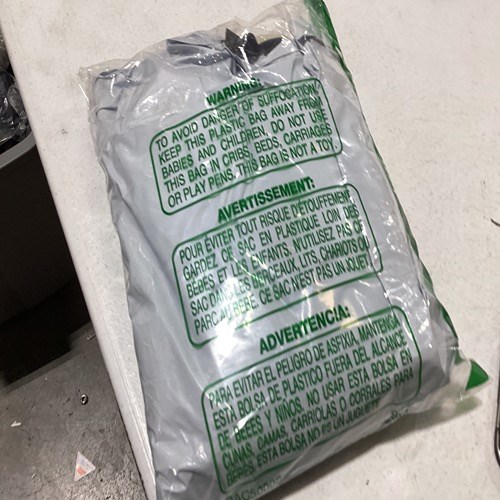 WARNING:
TO AVOID DANGER OF SUFFOCATION,
KEEP THIS PLASTIC BAG AWAY FROM
BABIES AND CHILDREN. DO NOT USE
THIS BAG IN CRIBS, BEDS, CARRIAGES
OR PLAY PENS. THIS BAG IS NOT A TOY.
AVERTISSEMENT:
POUR ÉVITER TOUT RISQUE D'ÉTOUFFEMENT,
GARDEZ CE SAC EN PLASTIQUE LOIN DES
BÉBÉS ET LES ENFANTS. N'UTILISEZ PAS CE
SAC DANS LES BERCEAUX, LITS, CHARIOTS OU
PARC AU BÉBÉ. CE SAC N'EST PAS UN JOUET.
ADVERTENCIA:
PARA EVITAR EL PELIGRO DE ASFIXIA, MANTENGA
ESTA BOLSA DE PLASTICO FUERA DEL ALCANCE
DE BEBES Y NINOS. NO USAR ESTA BOLSA EN
CUNAS, CAMAS, CARRIOLAS O CORRALES PARA
BEBES. ESTA BOLSA NO ES UN JUGUETE.